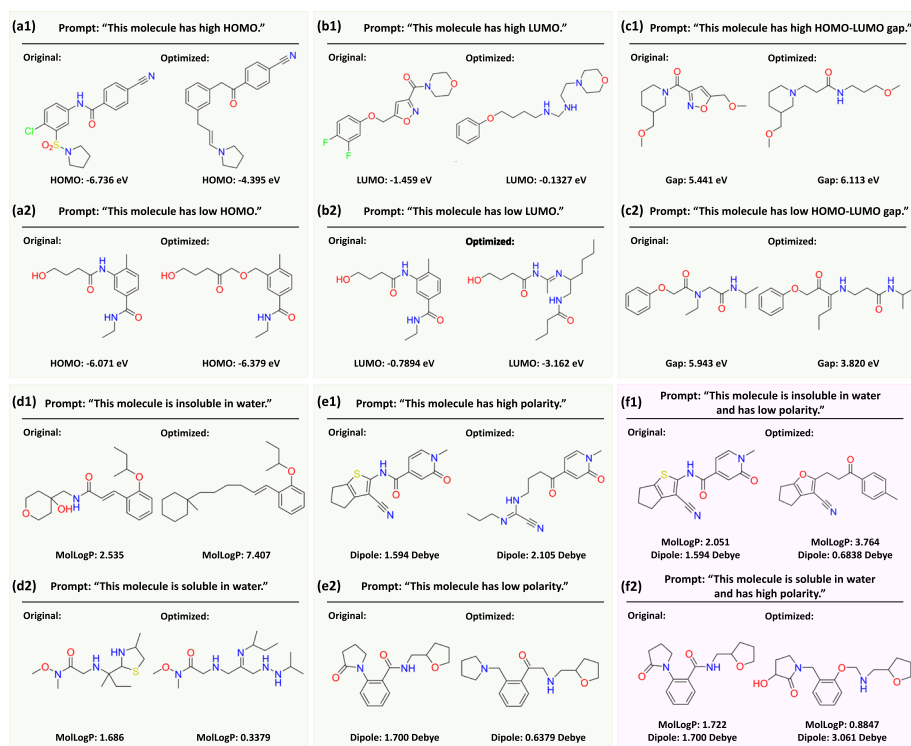 (a1) Prompt: “This molecule has high HOMO.”
Original: Optimized:
HOMO: -6.736 eV HOMO: -4.395 eV
(b1) Prompt: “This molecule has high LUMO.”
Original: Optimized:
LUMO: -1.459 eV LUMO: -0.1327 eV
(c1) Prompt: “This molecule has high HOMO-LUMO gap.”
Original: Optimized:
Gap: 5.441 eV Gap: 6.113 eV
(a2) Prompt: “This molecule has low HOMO.”
Original: Optimized:
HOMO: -6.071 eV HOMO: -6.379 eV
(b2) Prompt: “This molecule has low LUMO.”
Original: Optimized:
LUMO: -0.7894 eV LUMO: -3.162 eV
(c2) Prompt: “This molecule has low HOMO-LUMO gap.”
Original: Optimized:
Gap: 5.943 eV Gap: 3.820 eV
(d1) Prompt: “This molecule is insoluble in water.”
Original: Optimized:
MolLogP: 2.535 MolLogP: 7.407
(e1) Prompt: “This molecule has high polarity.”
Original: Optimized:
Dipole: 1.594 Debye Dipole: 2.105 Debye
(f1) Prompt: “This molecule is insoluble in water
and has low polarity.”
Original: Optimized:
MolLogP: 2.051 MolLogP: 3.764
Dipole: 1.594 Debye Dipole: 0.6838 Debye
(d2) Prompt: “This molecule is soluble in water.”
Original: Optimized:
MolLogP: 1.686 MolLogP: 0.3379
(e2) Prompt: “This molecule has low polarity.”
Original: Optimized:
Dipole: 1.700 Debye Dipole: 0.6379 Debye
(f2) Prompt: “This molecule is soluble in water
and has high polarity.”
Original: Optimized:
MolLogP: 1.722 MolLogP: 0.8847
Dipole: 1.700 Debye Dipole: 3.061 Debye